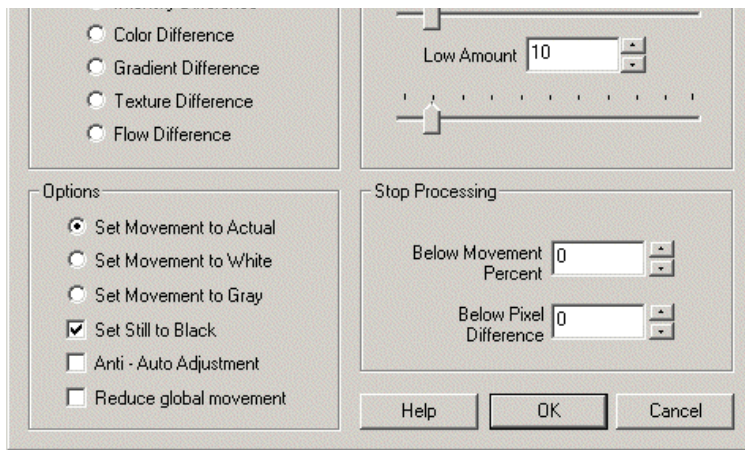 Color Difference
Gradient Difference
Texture Difference
Flow Difference
Low Amount 10
Options
Set Movement to Actual
Set Movement to White
Set Movement to Gray
Set Still to Black
Anti - Auto Adjustment
Reduce global movement
Stop Processing
Below Movement
Percent
0
Below Pixel
Difference
0
Help
OK
Cancel